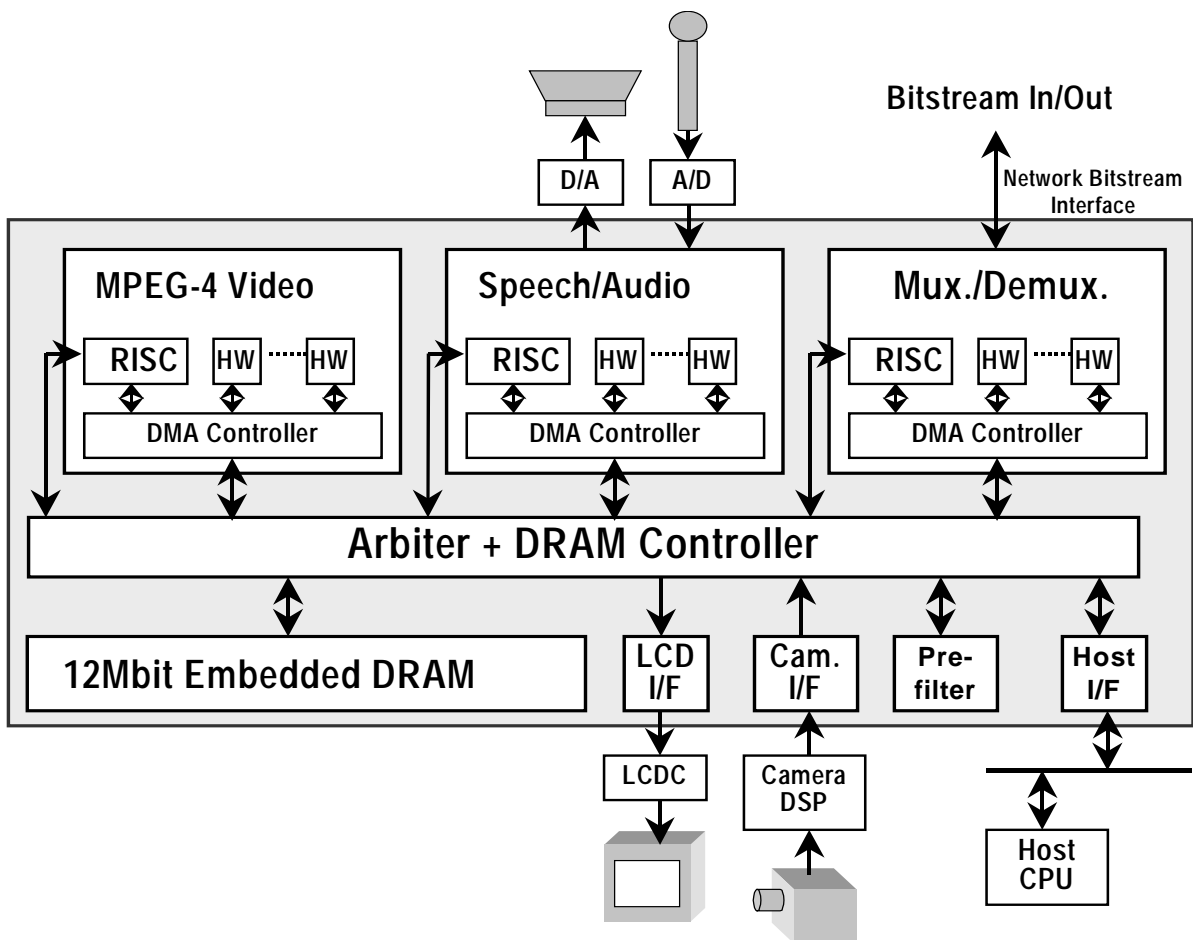 Bitstream In/Out
D/A
A/D
Network Bitstream
Interface
MPEG-4 Video
Speech/Audio
Mux./Demux.
RISC
HW
HW
RISC
HW
HW
RISC
HW
HW
DMA Controller
DMA Controller
DMA Controller
Arbiter + DRAM Controller
12Mbit Embedded DRAM
LCD
I/F
Cam.
I/F
Pre-
filter
Host
I/F
LCDC
Camera
DSP
Host
CPU